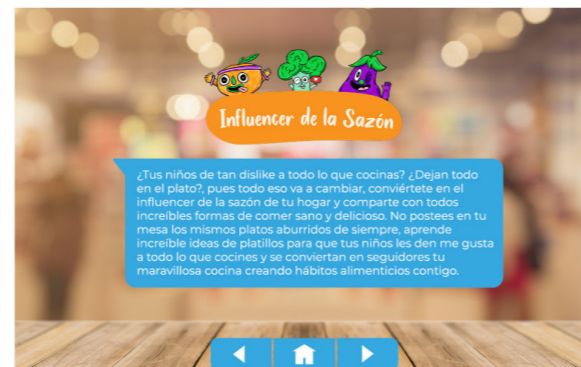 Influencer de la Sazón
¿Tus niños de tan dislike a todo lo que cocinas? ¿Dejan todo
en el plato?, pues todo eso va a cambiar, conviértete en el
influencer de la sazón de tu hogar y comparte con todos
increíbles formas de comer sano y delicioso. No postees en tu
mesa los mismos platos aburridos de siempre, aprende
increíble ideas de platillos para que tus niños les den me gusta
a todo lo que cocines y se conviertan en seguidores tu
maravillosa cocina creando hábitos alimenticios contigo.